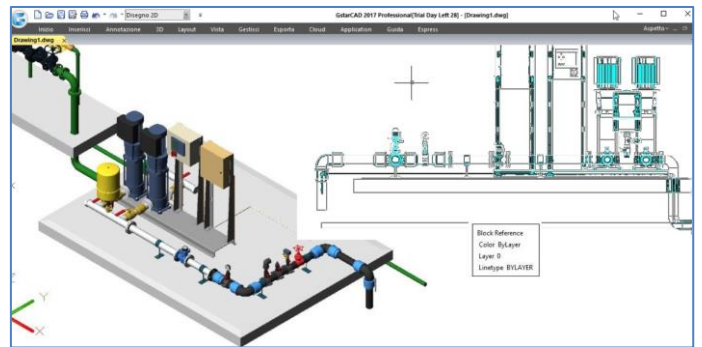 Disegno 2D
GstarCAD 2017 Professional(Trial Day Left 28) - [Drawing1.dwg]
Inizio Inserisci Annotazione 3D Layout Vista Gestisci Esporta Cloud Application Guida Express
Aspetto
Drawing1.dwg
Block Reference
Color ByLayer
Layer 0
Linetype BYLAYER
Y
X